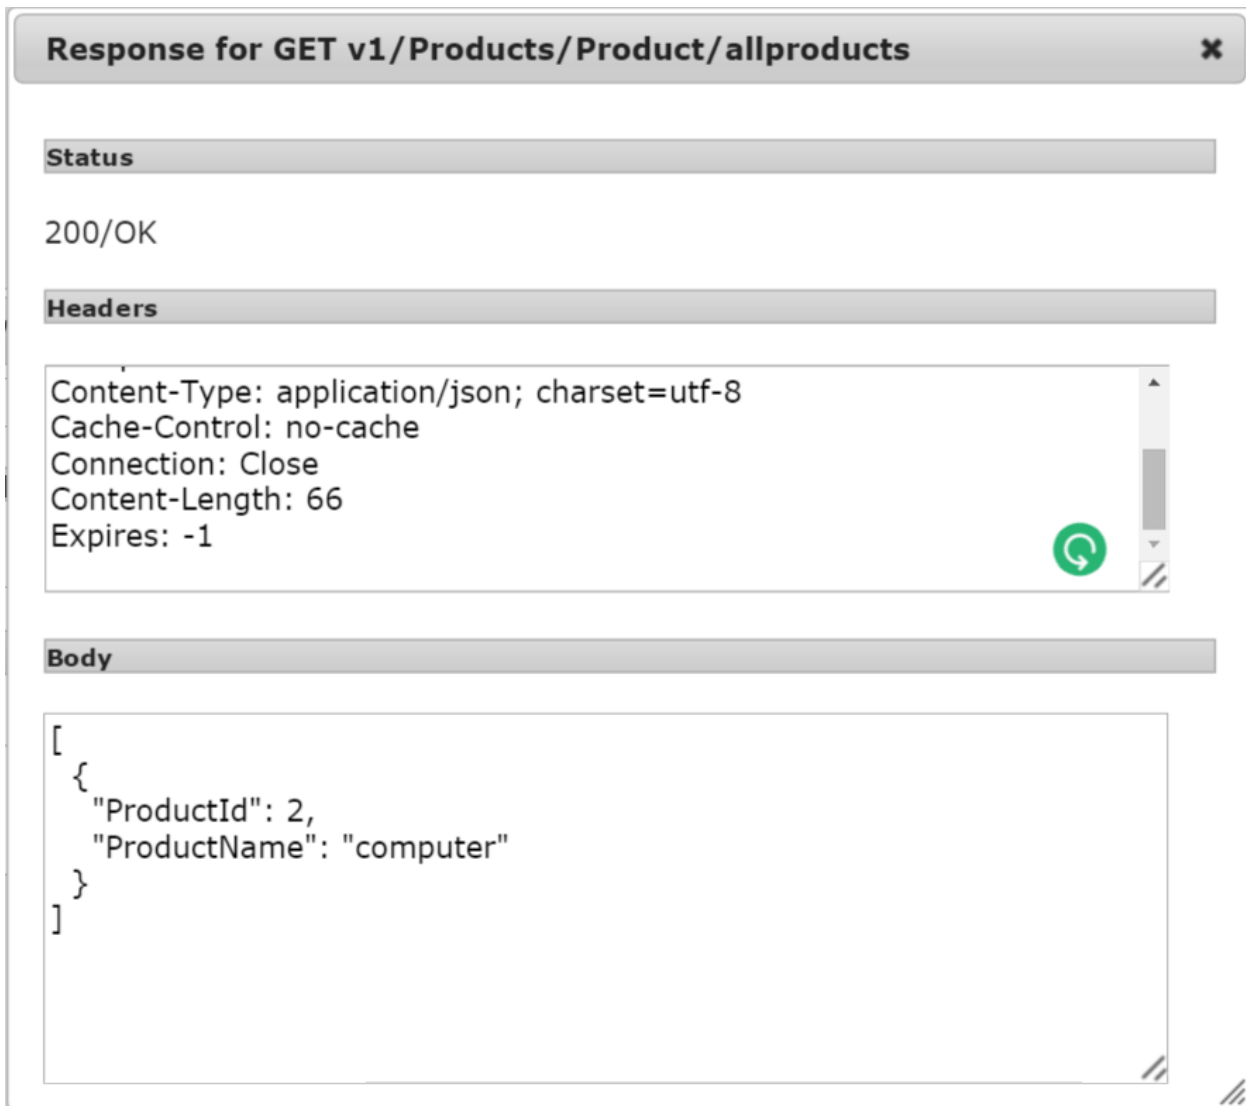 Response for GET v1/Products/Product/allproducts
Status
200/OK
Headers
Content-Type: application/json; charset=utf-8
Cache-Control: no-cache
Connection: Close
Content-Length: 66
Expires: -1
Body
[
  {
    "ProductId": 2,
    "ProductName": "computer"
  }
]